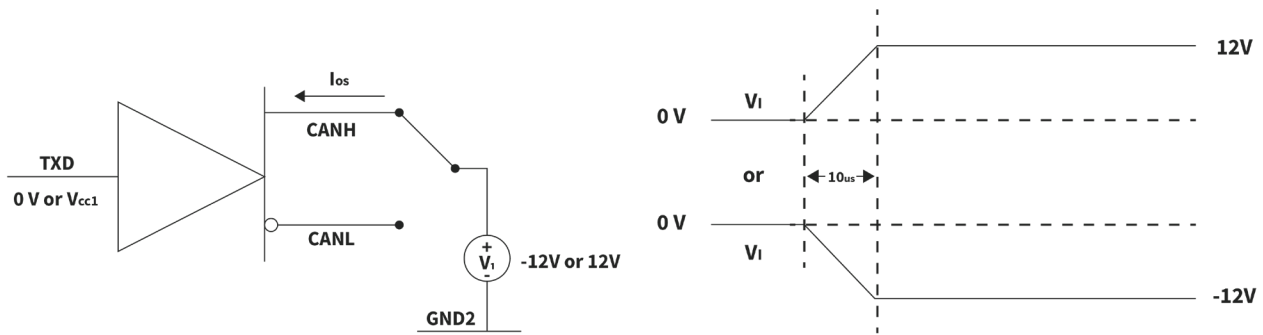 Ios
CANH
TXD
0 V or Vcc1
CANL
+
V1
-
-12V or 12V
GND2
12V
VI
0 V
or
10us
0 V
VI
-12V